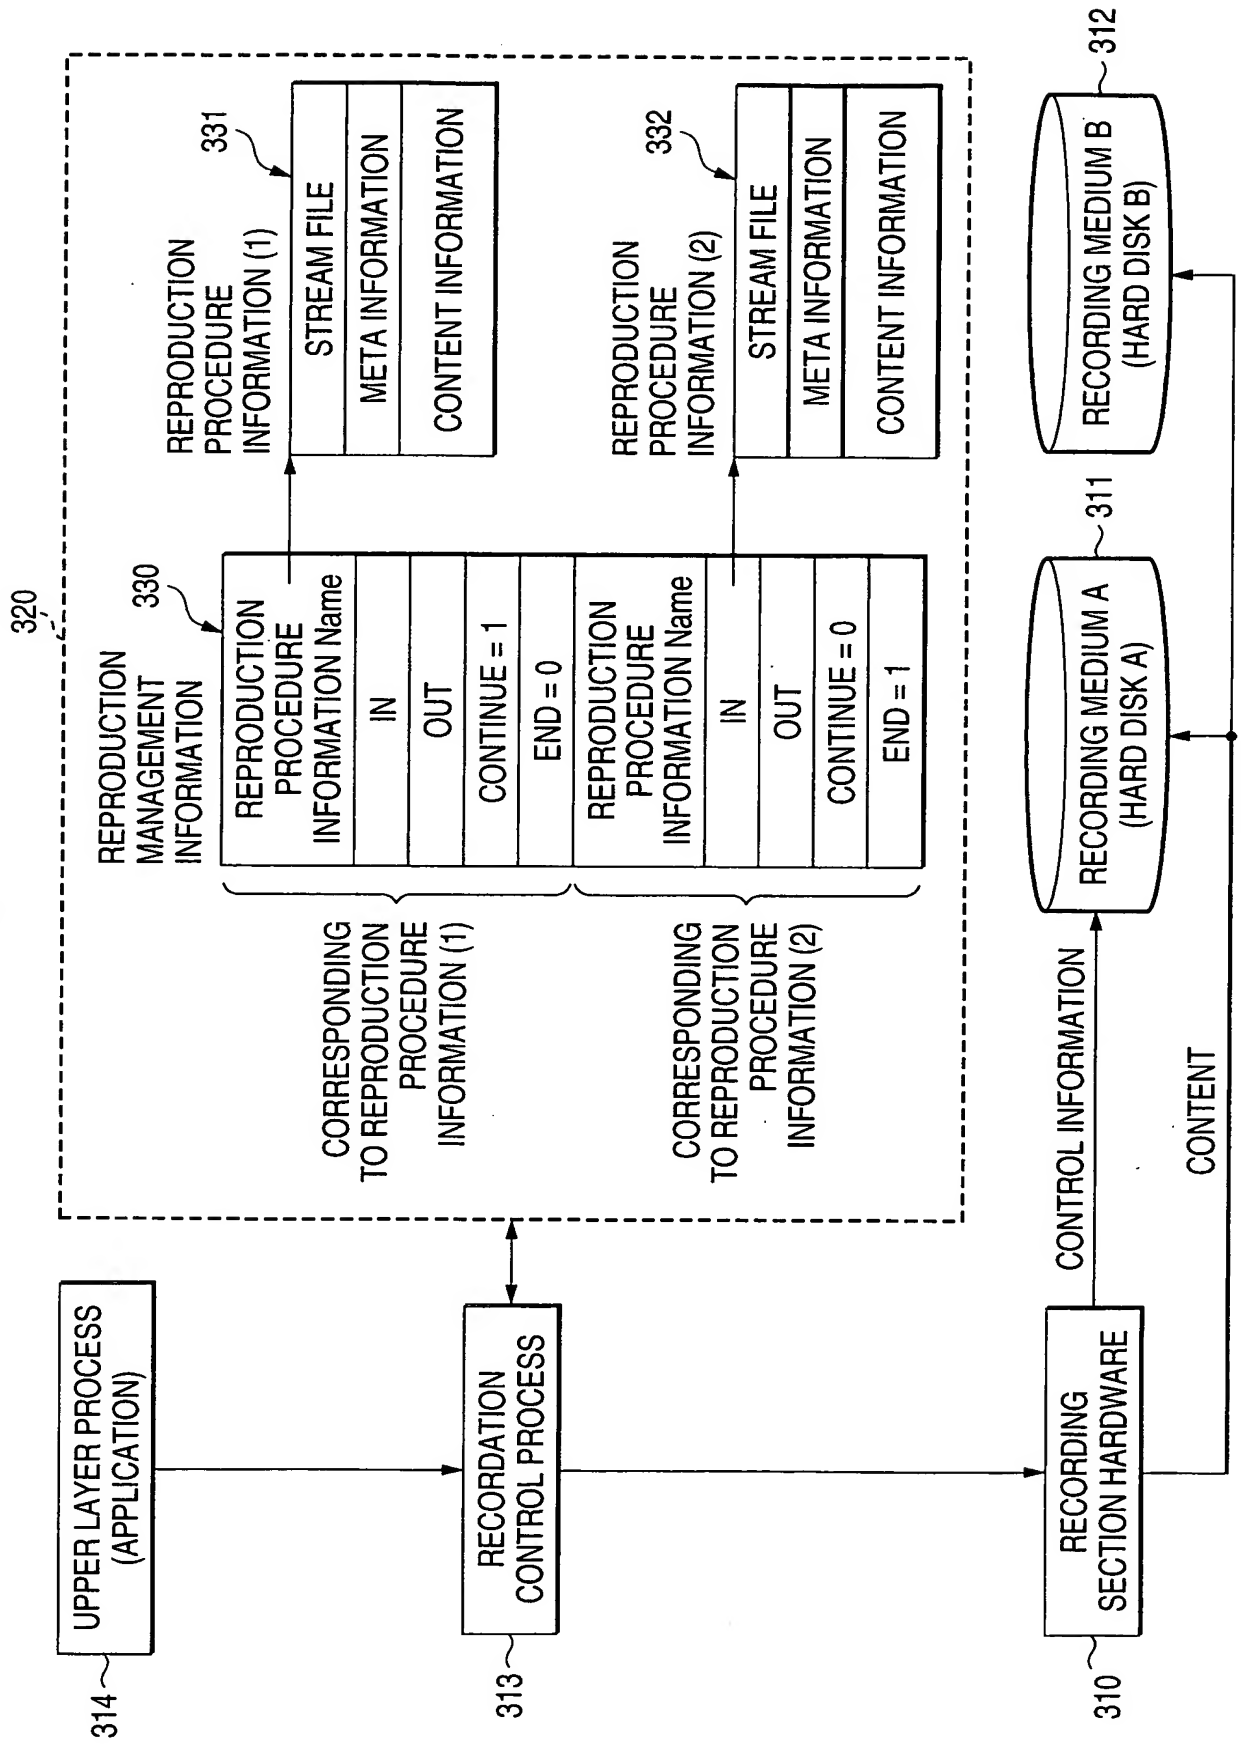 320
REPRODUCTION
MANAGEMENT
INFORMATION
330
REPRODUCTION
PROCEDURE
INFORMATION Name
IN
OUT
CONTINUE = 1
END = 0
REPRODUCTION
PROCEDURE
INFORMATION Name
IN
OUT
CONTINUE = 0
END = 1
CORRESPONDING
TO REPRODUCTION
PROCEDURE
INFORMATION (1)
CORRESPONDING
TO REPRODUCTION
PROCEDURE
INFORMATION (2)
REPRODUCTION
PROCEDURE
INFORMATION (1)
331
STREAM FILE
META INFORMATION
CONTENT INFORMATION
REPRODUCTION
PROCEDURE
INFORMATION (2)
332
STREAM FILE
META INFORMATION
CONTENT INFORMATION
UPPER LAYER PROCESS
(APPLICATION)
314
RECORDATION
CONTROL PROCESS
313
RECORDING
SECTION HARDWARE
310
CONTROL INFORMATION
CONTENT
RECORDING MEDIUM A
(HARD DISK A)
311
RECORDING MEDIUM B
(HARD DISK B)
312